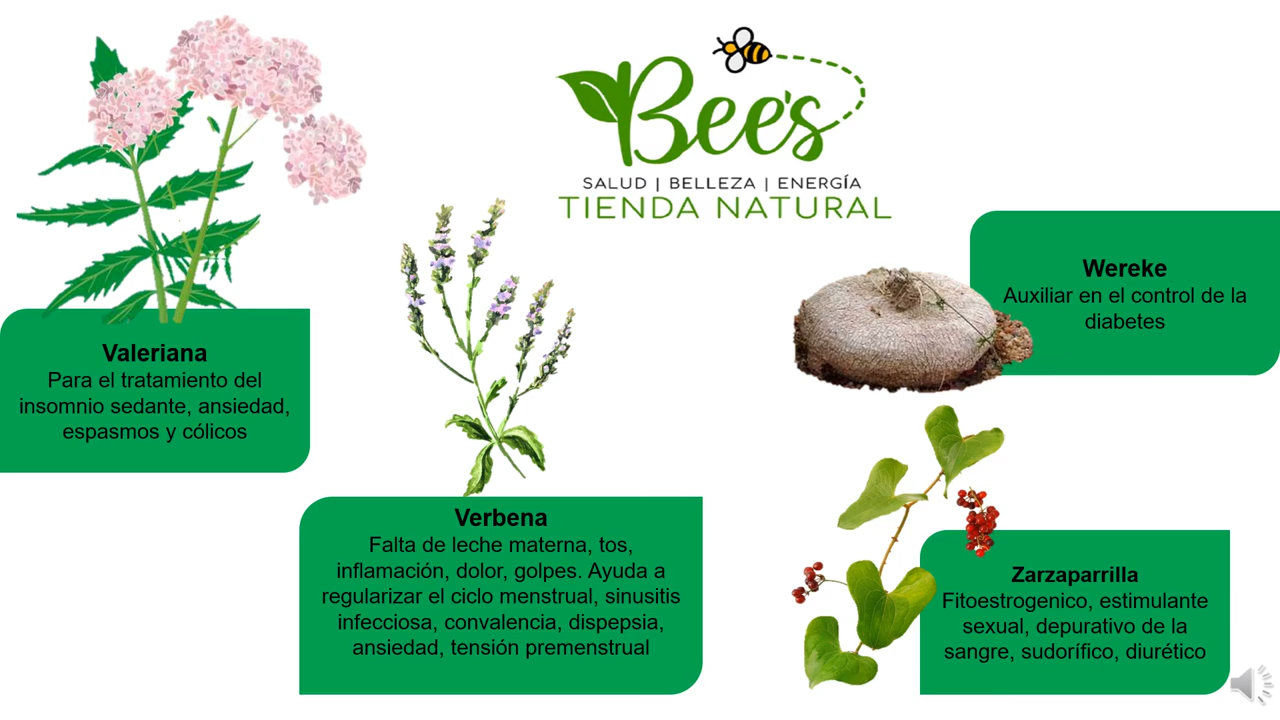 Bee's
SALUD | BELLEZA | ENERGÍA
TIENDA NATURAL
Valeriana
Para el tratamiento del
insomnio sedante, ansiedad,
espasmos y cólicos
Verbena
Falta de leche materna, tos,
inflamación, dolor, golpes. Ayuda a
regularizar el ciclo menstrual, sinusitis
infecciosa, convalencia, dispepsia,
ansiedad, tensión premenstrual
Wereke
Auxiliar en el control de la
diabetes
Zarzaparrilla
Fitoestrogenico, estimulante
sexual, depurativo de la
sangre, sudorífico, diurético